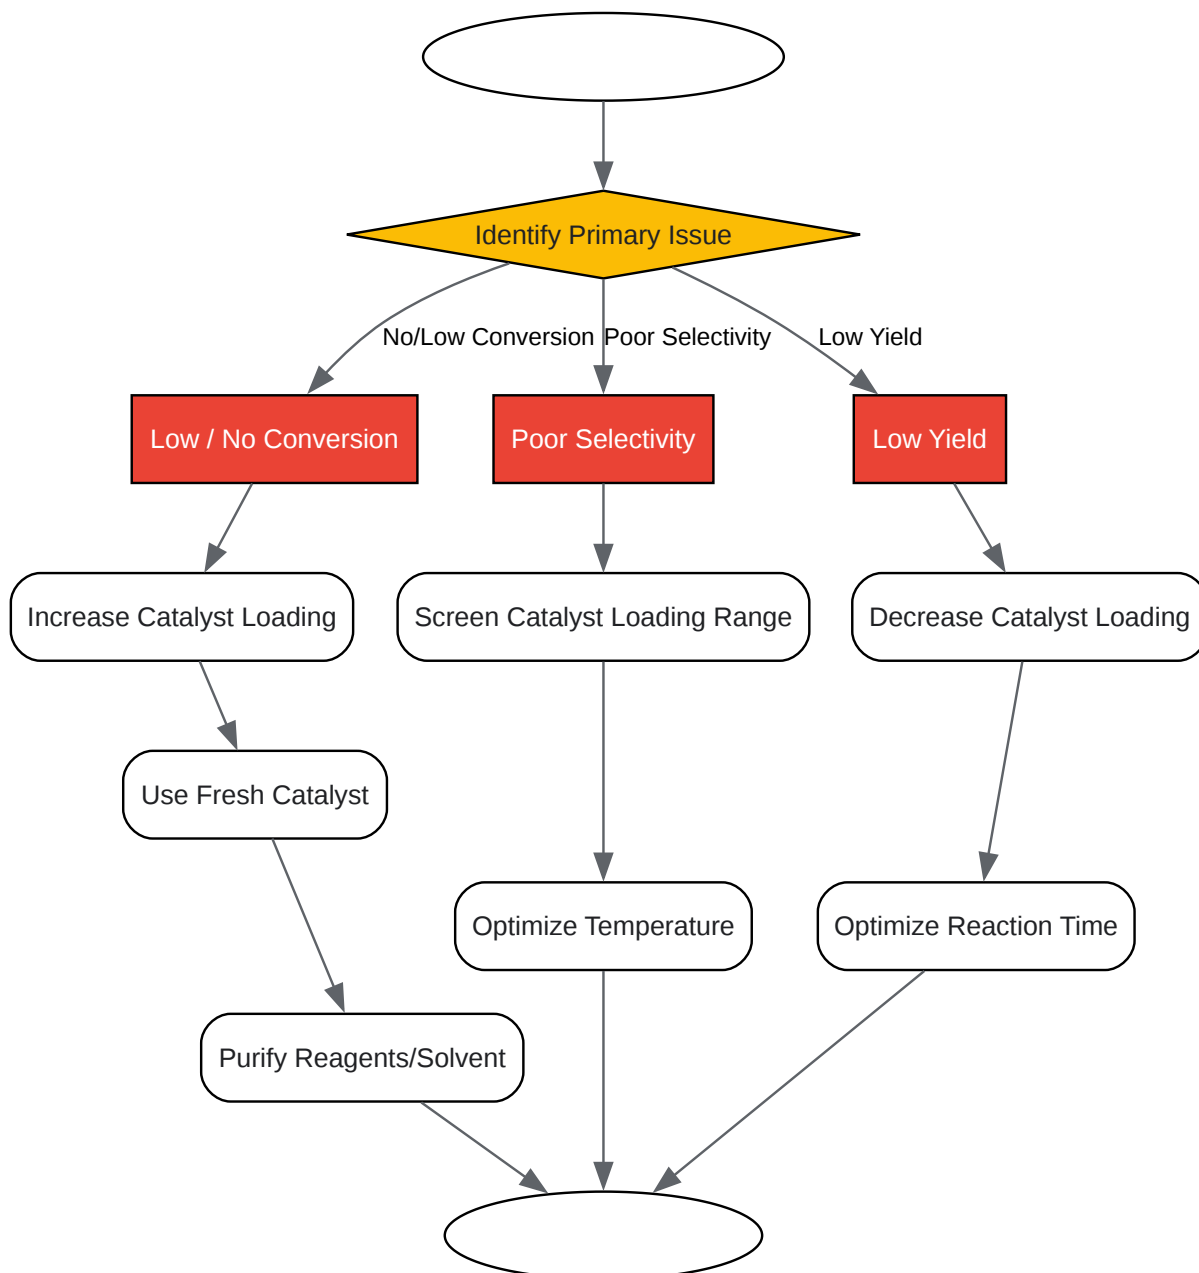 Identify Primary Issue
No/Low Conversion
Poor Selectivity
Low Yield
Low / No Conversion
Poor Selectivity
Low Yield
Increase Catalyst Loading
Screen Catalyst Loading Range
Decrease Catalyst Loading
Use Fresh Catalyst
Optimize Temperature
Optimize Reaction Time
Purify Reagents/Solvent